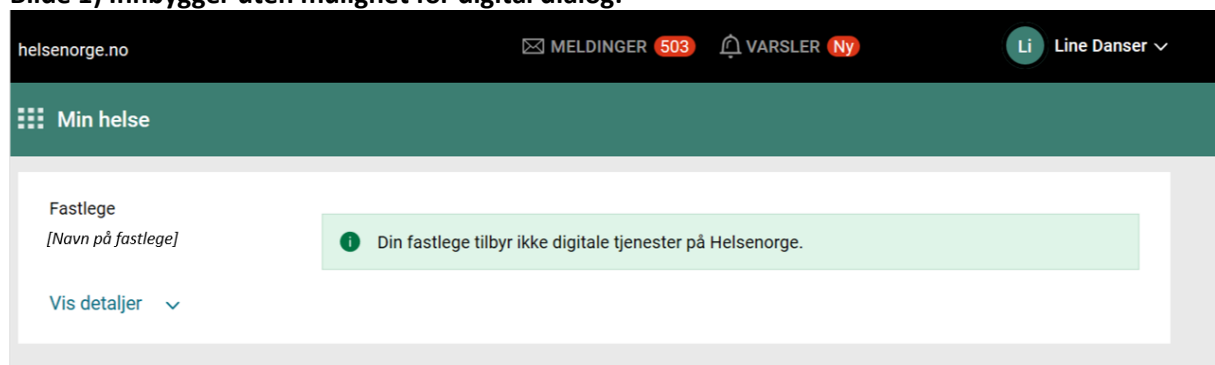 helsenorge.no MELDINGER 503 VARSLER Ny Li Line Danser
Min helse
Fastlege
[Navn på fastlege]
Din fastlege tilbyr ikke digitale tjenester på Helsenorge.
Vis detaljer